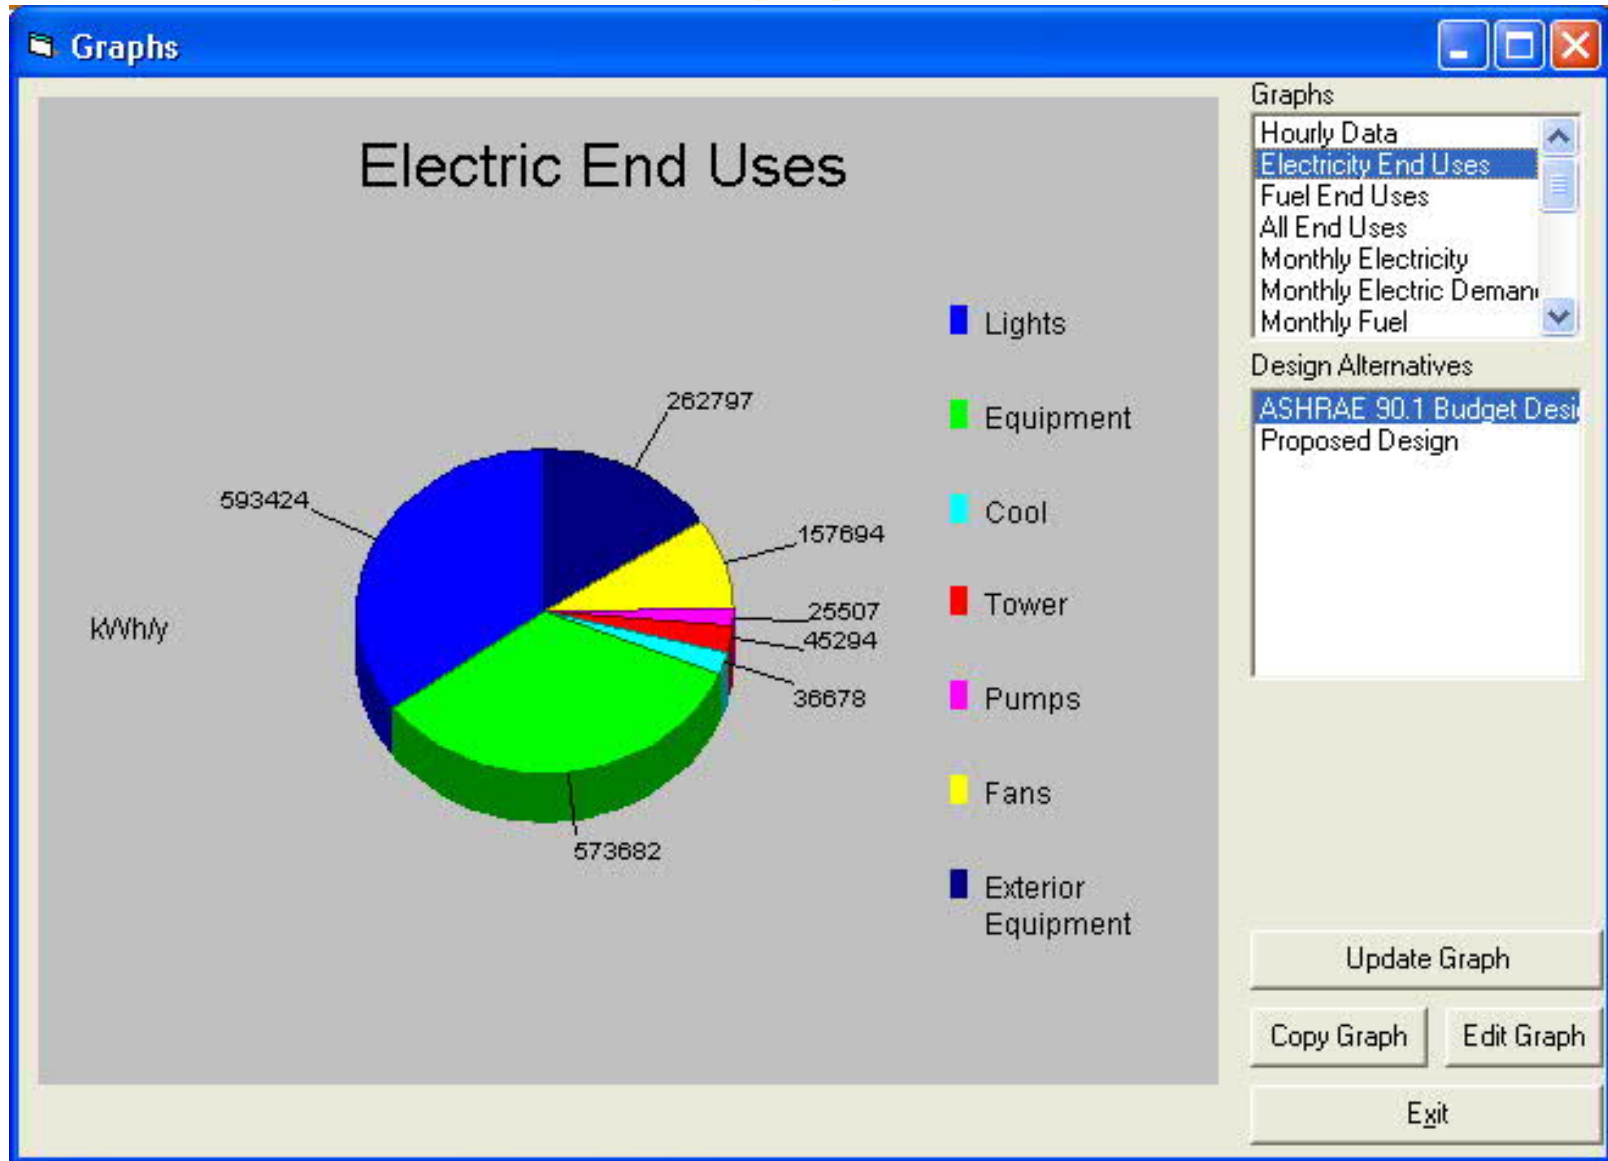 Graphs
Electric End Uses
kWh/y
593424
262797
157694
25507
45294
36678
573682
Lights
Equipment
Cool
Tower
Pumps
Fans
Exterior
Equipment
Graphs
Hourly Data
Electricity End Uses
Fuel End Uses
All End Uses
Monthly Electricity
Monthly Electric Deman
Monthly Fuel
Design Alternatives
ASHRAE 90.1 Budget Desi
Proposed Design
Update Graph
Copy Graph
Edit Graph
Exit